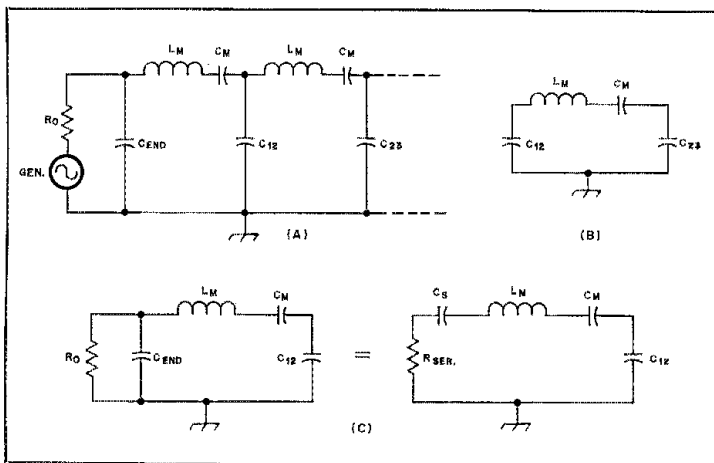 LM CM LM CM
RO CEND C12 C23
GEN.
(A)
LM CM
C12 C23
(B)
LM CM
RO CEND C12
=
CS LM CM
RSER. C12
(C)